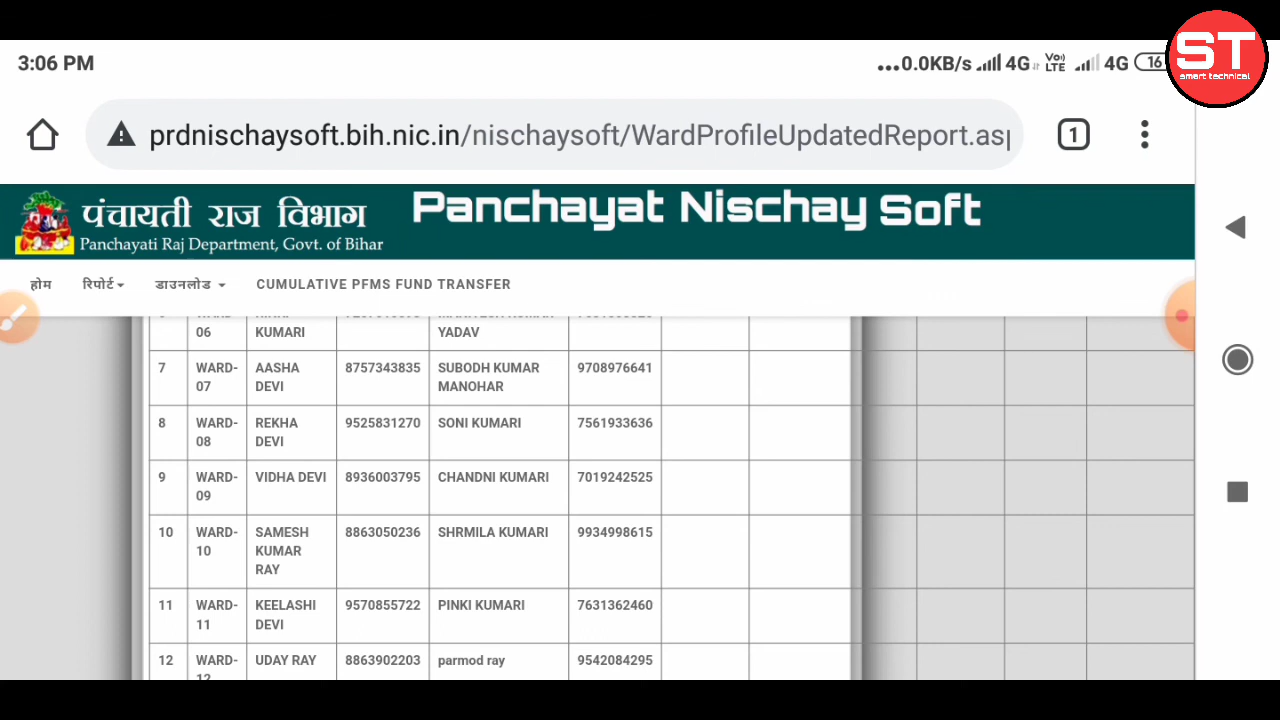 3:06 PM
...0.0KB/s 4G Vo) LTE 4G 16
ST
smart technical
prdnischaysoft.bih.nic.in/nischaysoft/WardProfileUpdatedReport.asp
1
पंचायती राज विभाग
Panchayati Raj Department, Govt. of Bihar
Panchayat Nischay Soft
होम रिपोर्ट डाउनलोड CUMULATIVE PFMS FUND TRANSFER
06 KUMARI YADAV
7 WARD- AASHA 8757343835 SUBODH KUMAR 9708976641
07 DEVI MANOHAR
8 WARD- REKHA 9525831270 SONI KUMARI 7561933636
08 DEVI
9 WARD- VIDHA DEVI 8936003795 CHANDNI KUMARI 7019242525
09
10 WARD- SAMESH 8863050236 SHRMILA KUMARI 9934998615
10 KUMAR
RAY
11 WARD- KEELASHI 9570855722 PINKI KUMARI 7631362460
11 DEVI
12 WARD- UDAY RAY 8863902203 parmod ray 9542084295
12